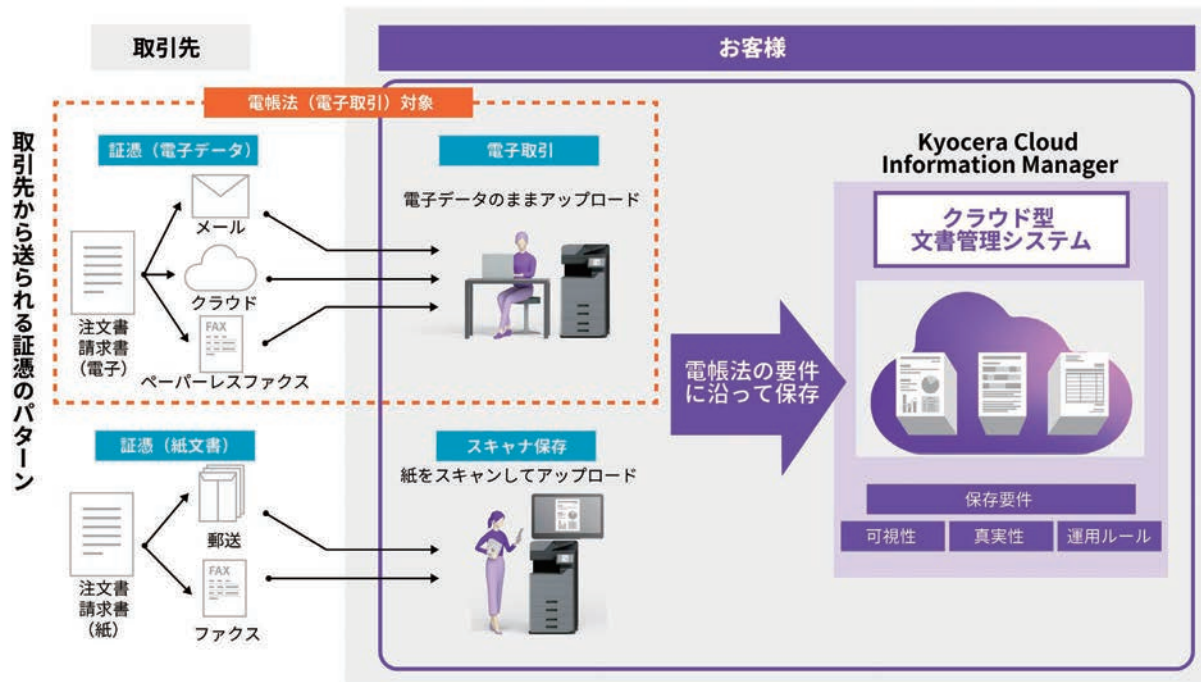 取引先
お客様
取引先から送られる証憑のパターン
電帳法（電子取引）対象
証憑（電子データ）
注文書
請求書
（電子）
メール
クラウド
FAX
ペーパーレスファクス
電子取引
電子データのままアップロード
証憑（紙文書）
注文書
請求書
（紙）
郵送
FAX
ファクス
スキャナ保存
紙をスキャンしてアップロード
電帳法の要件
に沿って保存
Kyocera Cloud
Information Manager
クラウド型
文書管理システム
保存要件
可視性
真実性
運用ルール